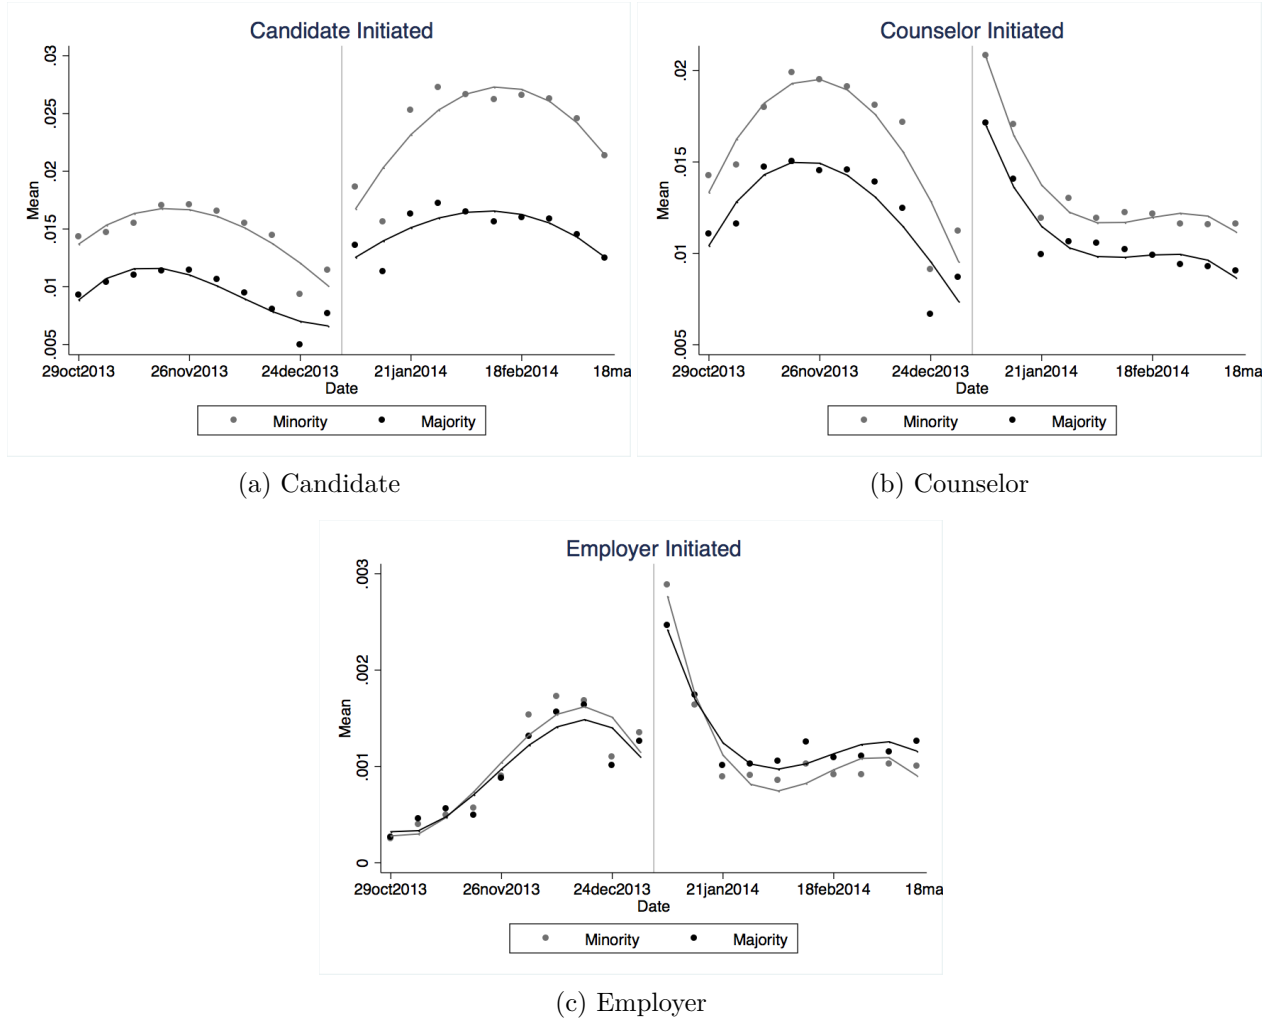 Candidate Initiated
Mean
.03
.025
.02
.015
.01
.005
29oct2013 26nov2013 24dec2013 21jan2014 18feb2014 18ma
Date
Minority Majority
(a) Candidate
Counselor Initiated
Mean
.02
.015
.01
.005
29oct2013 26nov2013 24dec2013 21jan2014 18feb2014 18ma
Date
Minority Majority
(b) Counselor
Employer Initiated
Mean
.003
.002
.001
0
29oct2013 26nov2013 24dec2013 21jan2014 18feb2014 18ma
Date
Minority Majority
(c) Employer